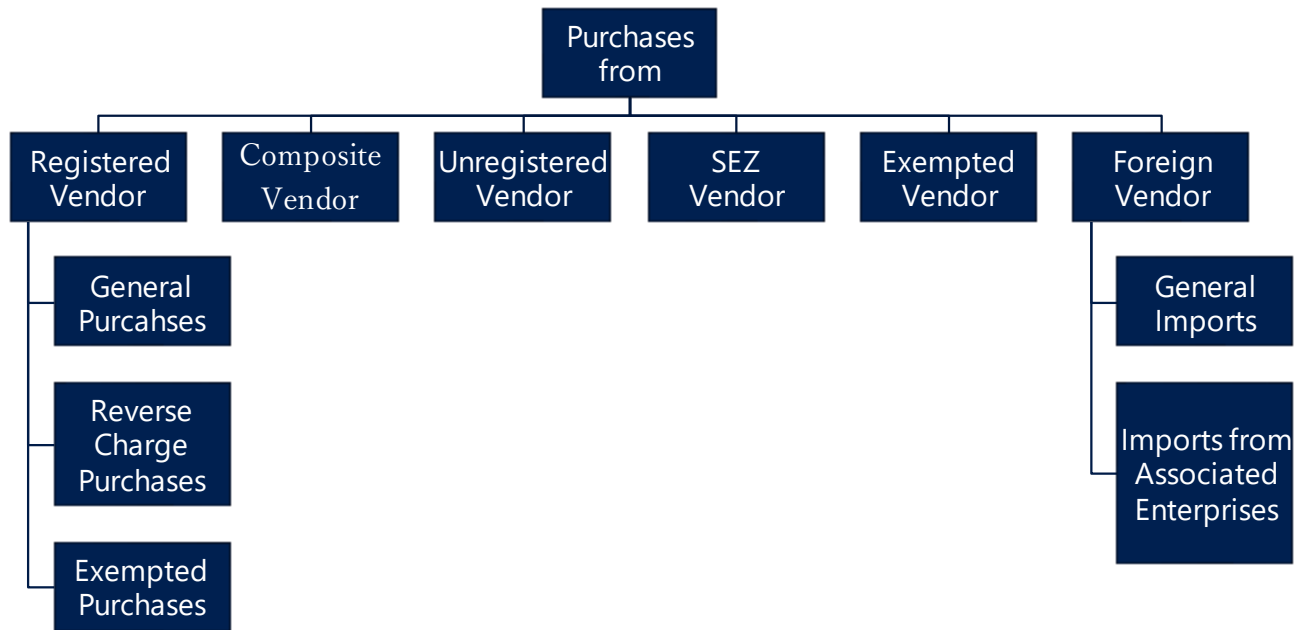 Purchases
from
Registered
Vendor
Composite
Vendor
Unregistered
Vendor
SEZ
Vendor
Exempted
Vendor
Foreign
Vendor
General
Purcahses
Reverse
Charge
Purchases
Exempted
Purchases
General
Imports
Imports from
Associated
Enterprises